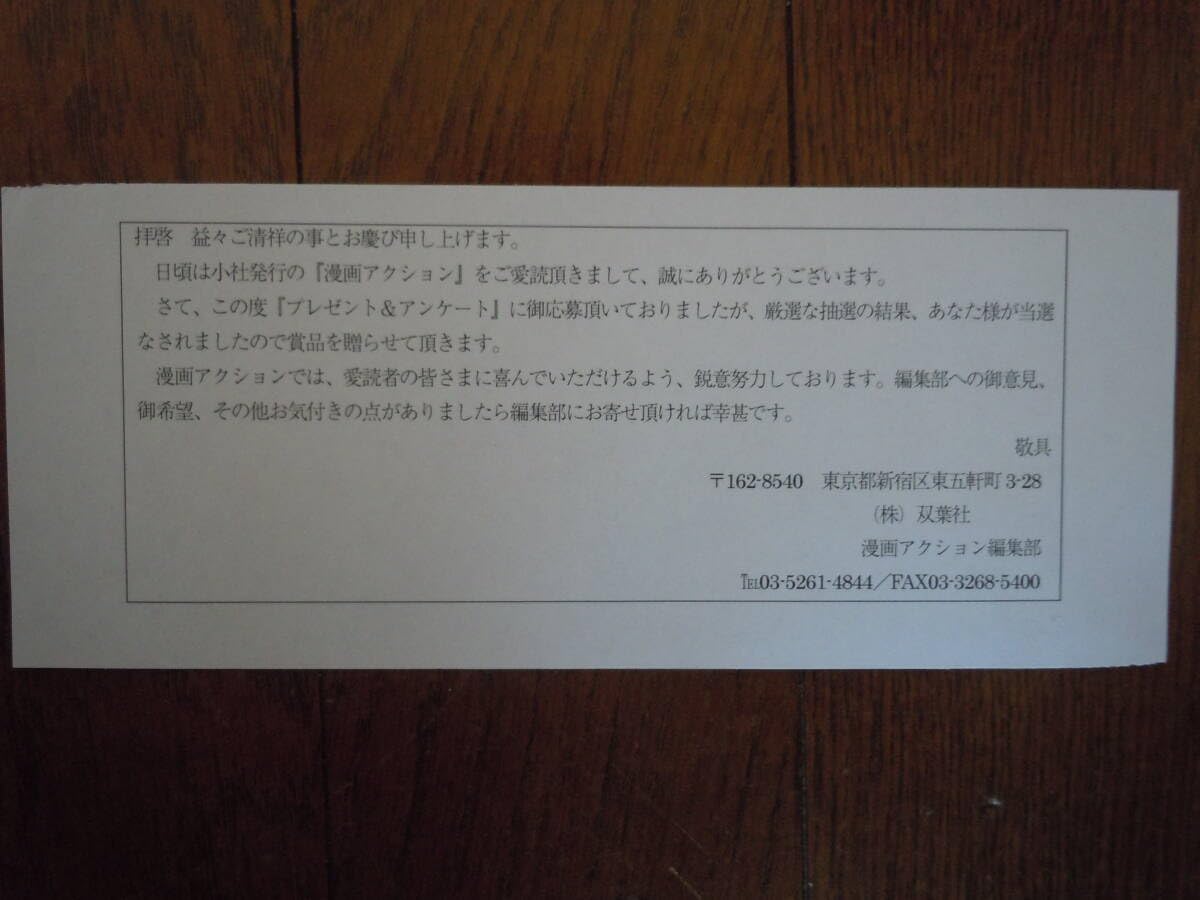 拝啓　益々ご清祥の事とお慶び申し上げます。
日頃は小社発行の『漫画アクション』をご愛読頂きまして、誠にありがとうございます。
さて、この度『プレゼント＆アンケート』に御応募頂いておりましたが、厳選な抽選の結果、あなた様が当選
なされましたので賞品を贈らせて頂きます。
漫画アクションでは、愛読者の皆さまに喜んでいただけるよう、鋭意努力しております。編集部への御意見、
御希望、その他お気付きの点がありましたら編集部にお寄せ頂ければ幸甚です。
敬具
〒162-8540　東京都新宿区東五軒町 3-28
（株）双葉社
漫画アクション編集部
℡03-5261-4844／FAX03-3268-5400